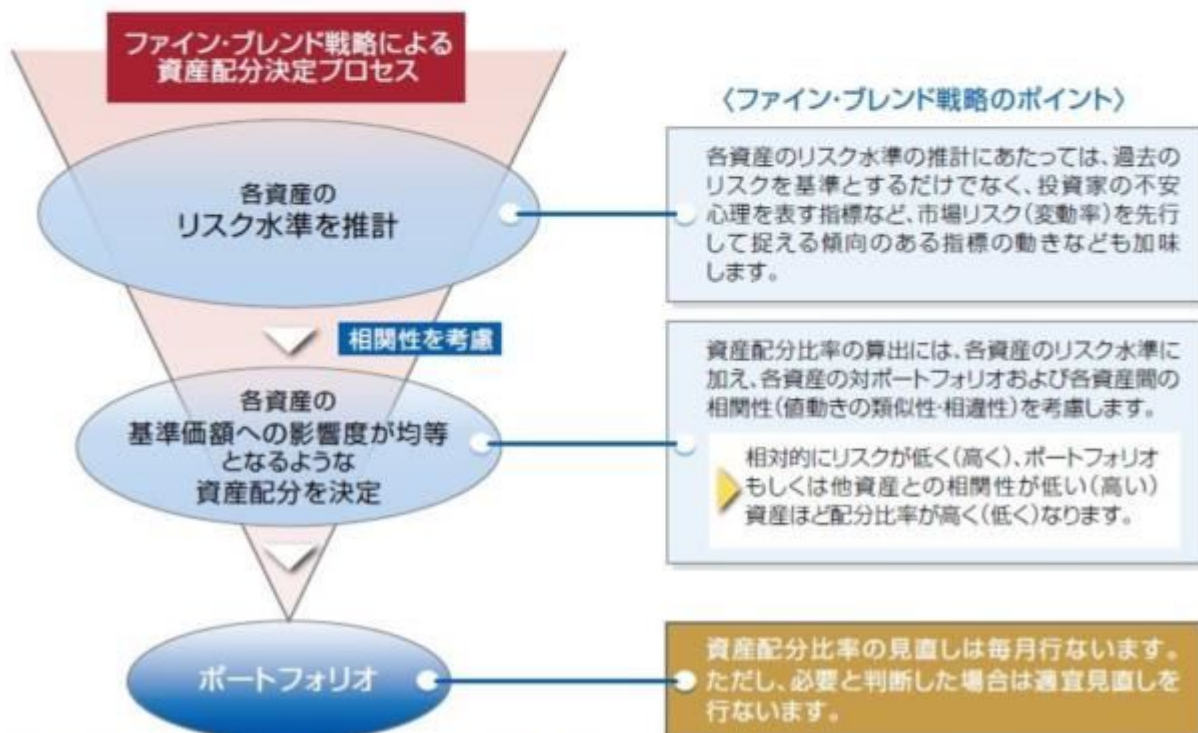 ファイン・ブレンド戦略による
資産配分決定プロセス
〈ファイン・ブレンド戦略のポイント〉
各資産の
リスク水準を推計
各資産のリスク水準の推計にあたっては、過去の
リスクを基準とするだけでなく、投資家の不安
心理を表す指標など、市場リスク(変動率)を先行
して捉える傾向のある指標の動きなども加味
します。
相関性を考慮
各資産の
基準価額への影響度が均等
となるような
資産配分を決定
資産配分比率の算出には、各資産のリスク水準に
加え、各資産の対ポートフォリオおよび各資産間の
相関性(値動きの類似性・相違性)を考慮します。
相対的にリスクが低く(高く)、ポートフォリオ
もしくは他資産との相関性が低い(高い)
資産ほど配分比率が高く(低く)なります。
ポートフォリオ
資産配分比率の見直しは毎月行ないます。
ただし、必要と判断した場合は適宜見直しを
行ないます。